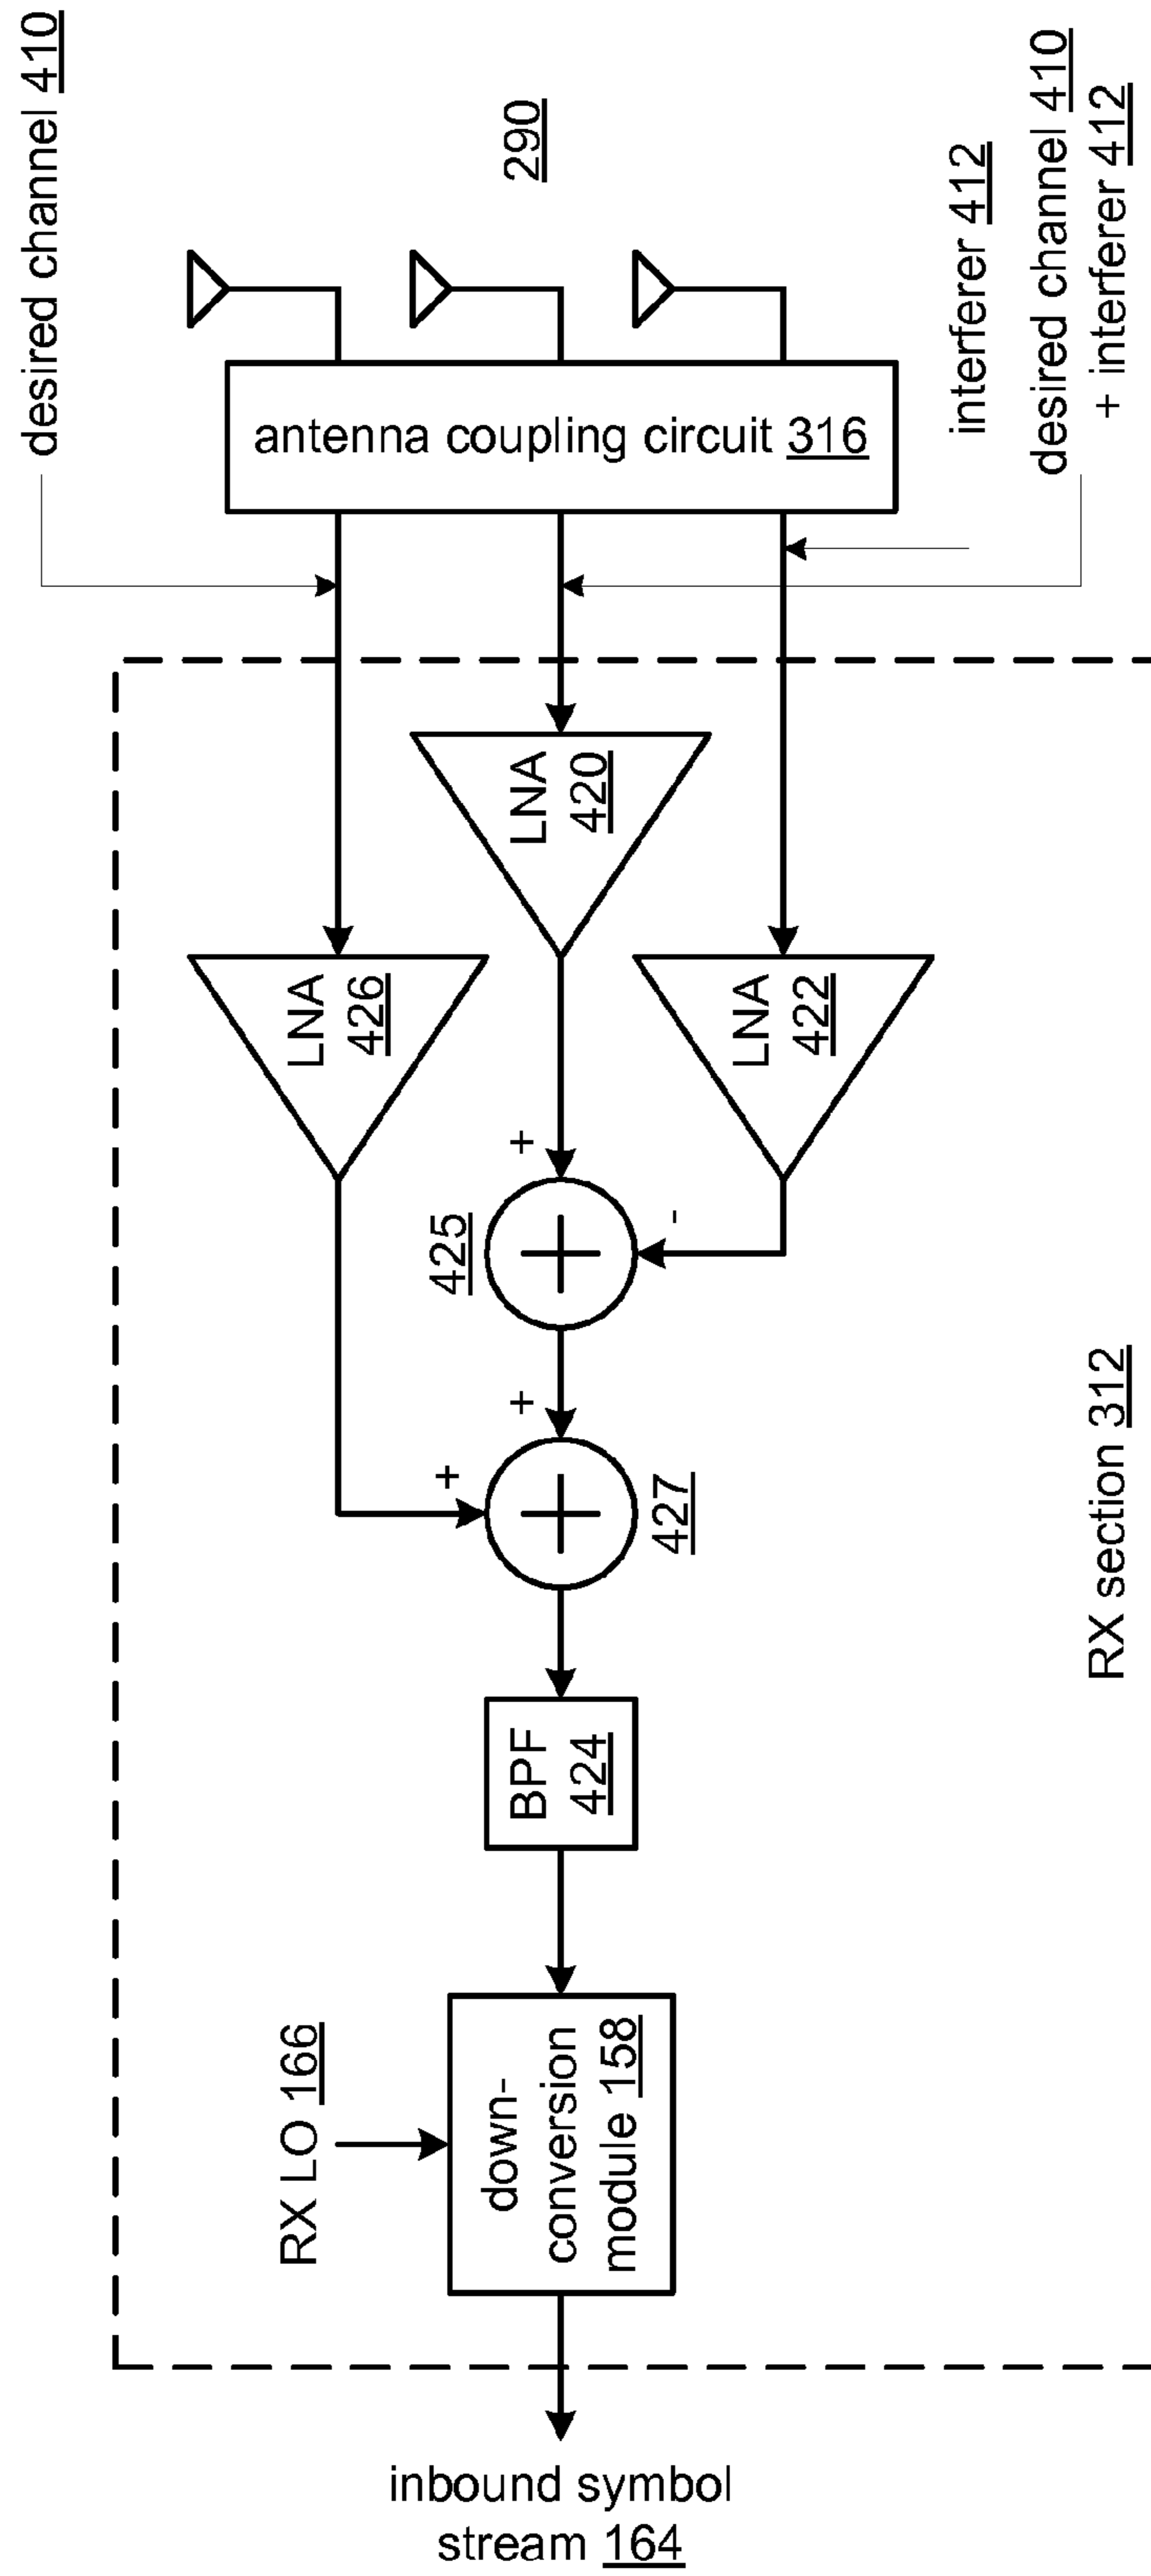 desired channel 410
290
antenna coupling circuit 316
interferer 412
desired channel 410
+ interferer 412
LNA
420
LNA
426
LNA
422
+
-
425
+
+
427
BPF
424
RX section 312
RX LO 166
down-
conversion
module 158
inbound symbol
stream 164